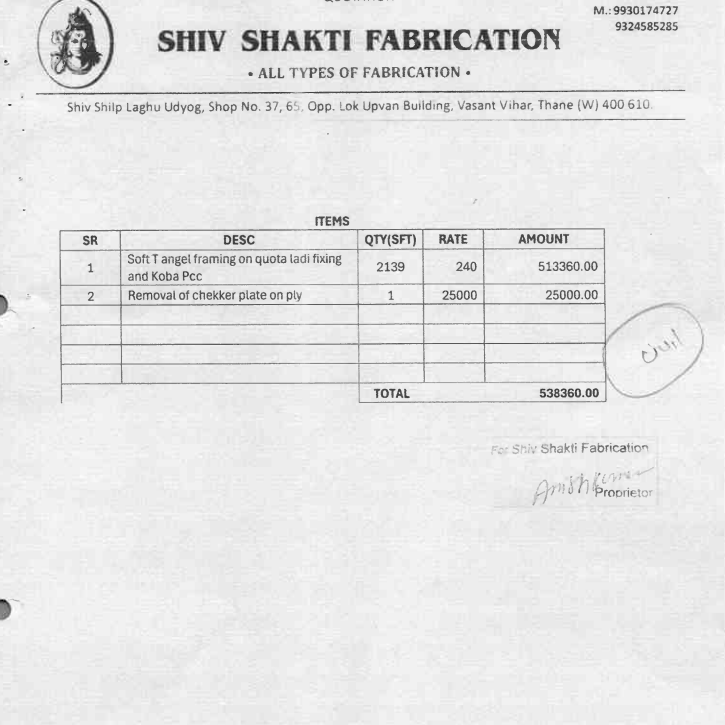 M.: 9930174727
9324585285
SHIV SHAKTI FABRICATION
• ALL TYPES OF FABRICATION •
Shiv Shilp Laghu Udyog, Shop No. 37, 65, Opp. Lok Upvan Building, Vasant Vihar, Thane (W) 400 610.
ITEMS
SR DESC QTY(SFT) RATE AMOUNT
1 Soft T angel framing on quota ladi fixing and Koba Pcc 2139 240 513360.00
2 Removal of chekker plate on ply 1 25000 25000.00
TOTAL 538360.00
For Shiv Shakti Fabrication
Proprietor